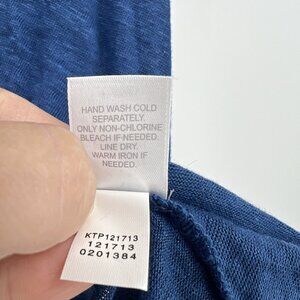 HAND WASH COLD
SEPARATELY.
ONLY NON-CHLORINE
BLEACH IF NEEDED.
LINE DRY.
WARM IRON IF
NEEDED.
KTP121713
121713
0201384